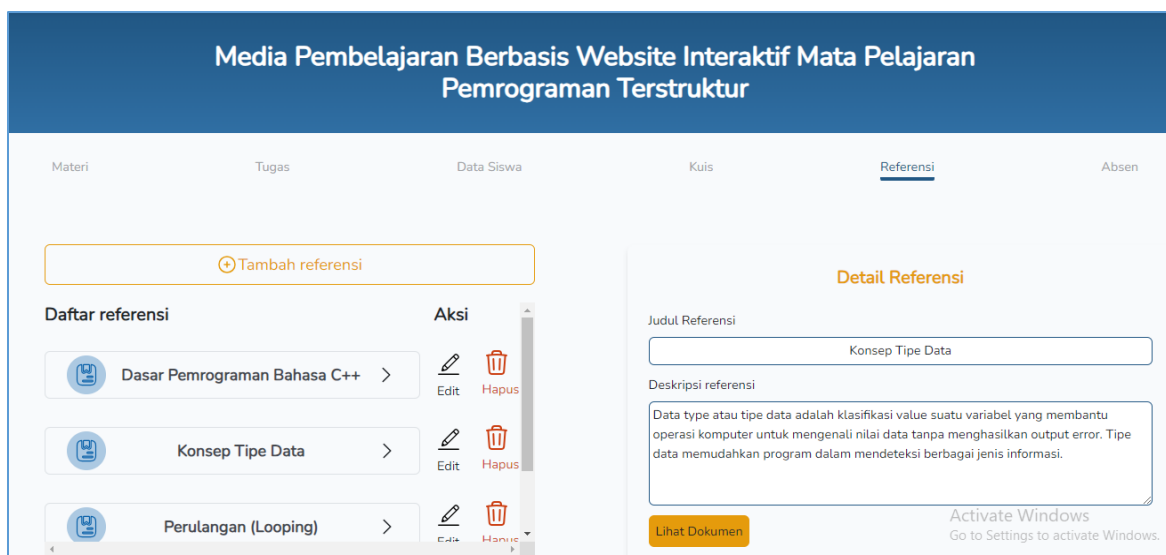 Media Pembelajaran Berbasis Website Interaktif Mata Pelajaran
Pemrograman Terstruktur
Materi
Tugas
Data Siswa
Kuis
Referensi
Absen
Tambah referensi
Daftar referensi
Aksi
Dasar Pemrograman Bahasa C++
Edit
Hapus
Konsep Tipe Data
Edit
Hapus
Perulangan (Looping)
Edit
Hapus
Detail Referensi
Judul Referensi
Konsep Tipe Data
Deskripsi referensi
Data type atau tipe data adalah klasifikasi value suatu variabel yang membantu
operasi komputer untuk mengenali nilai data tanpa menghasilkan output error. Tipe
data memudahkan program dalam mendeteksi berbagai jenis informasi.
Lihat Dokumen
Activate Windows
Go to Settings to activate Windows.